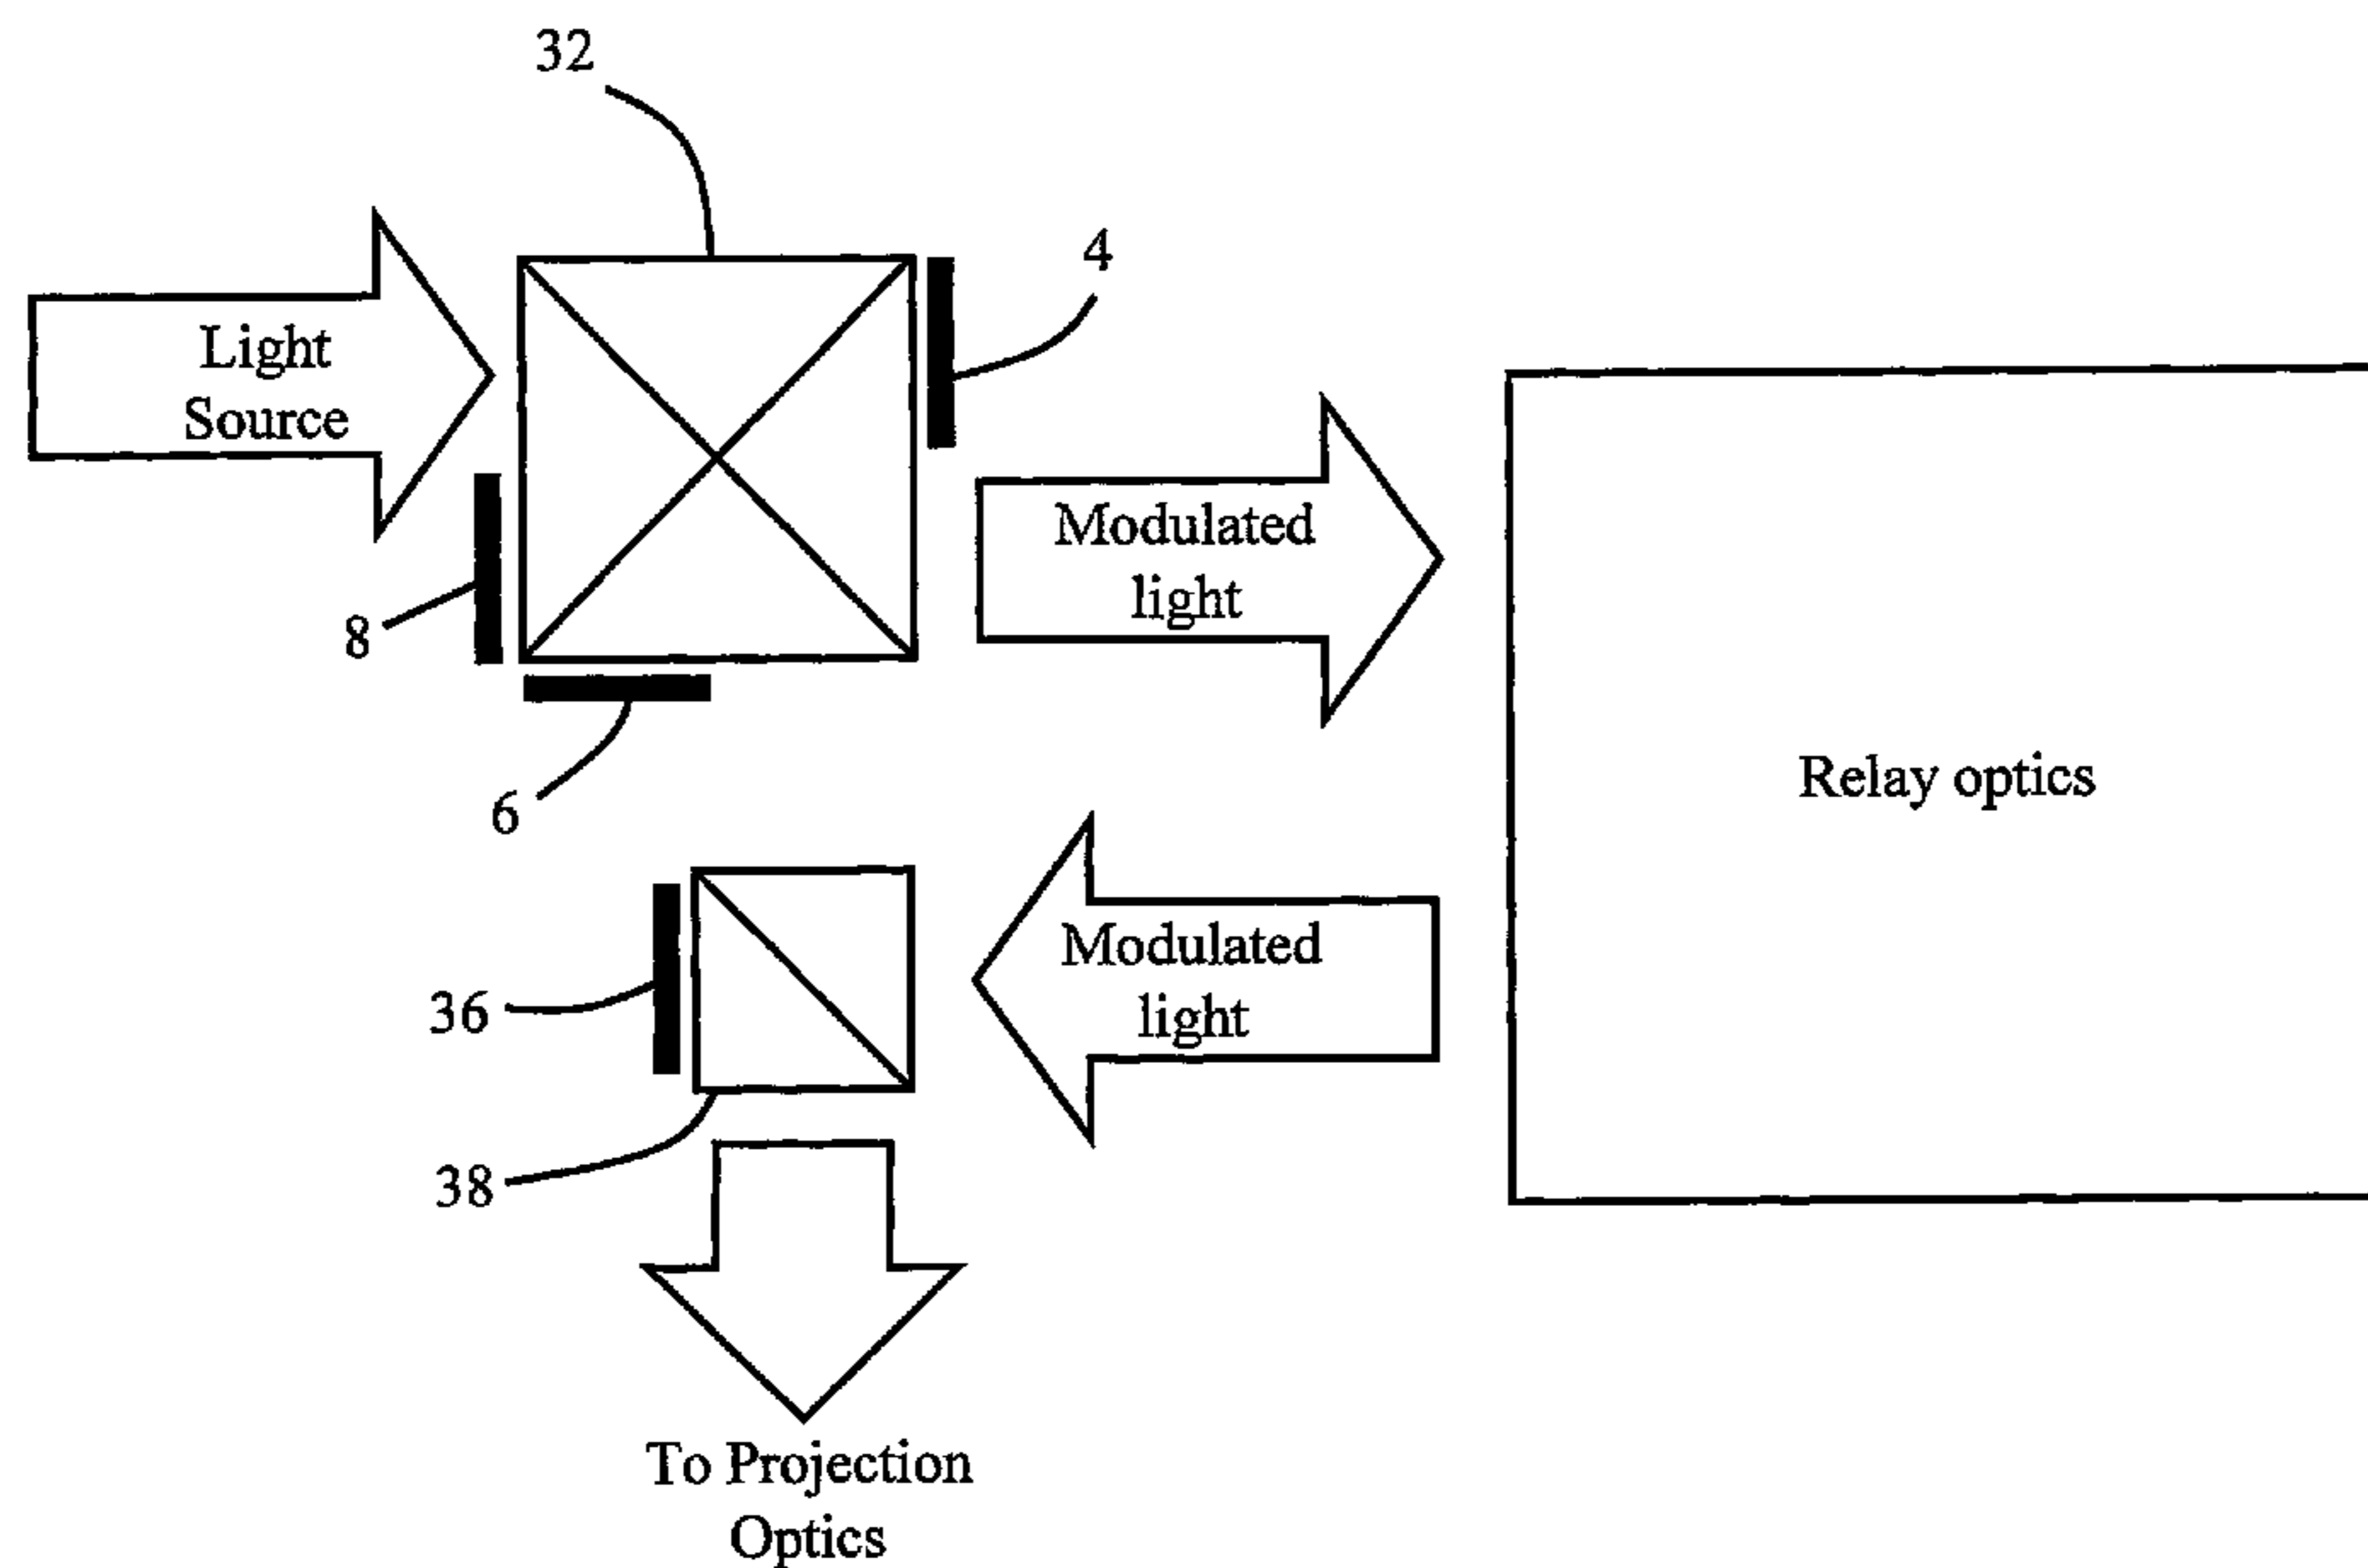 32
4
Light
Source
Modulated
light
8
Relay optics
6
Modulated
light
36
38
To Projection
Optics